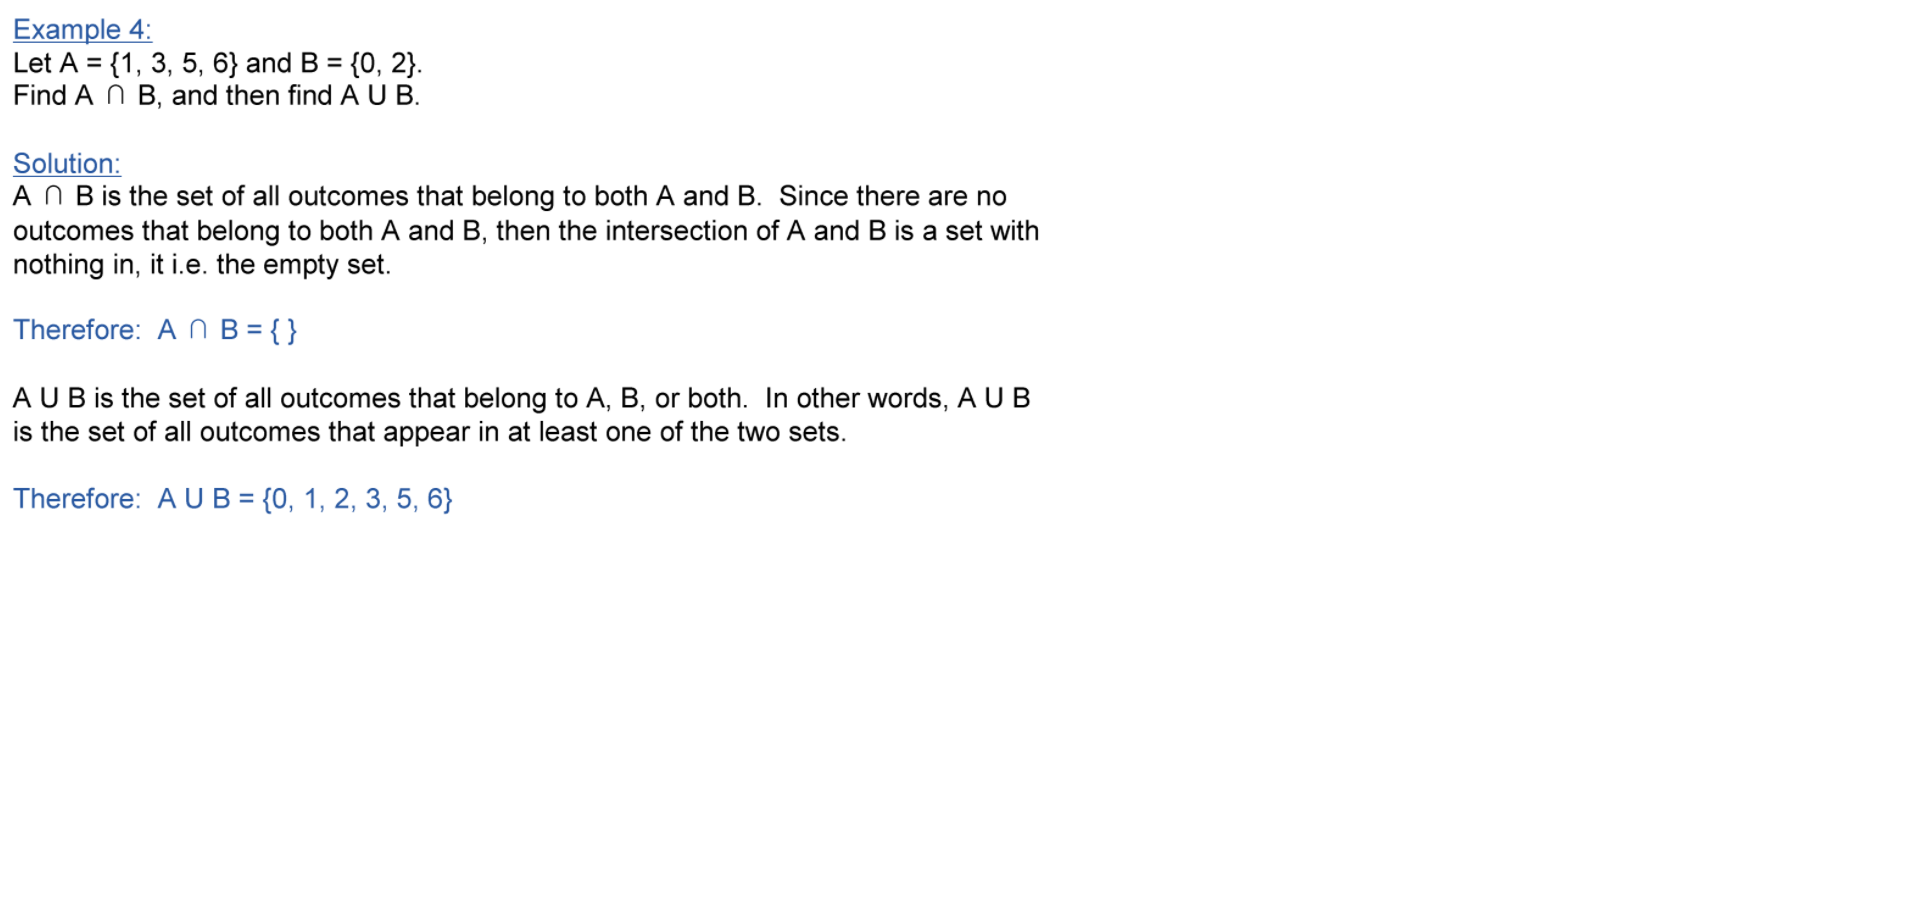 Example 4:
Let A = {1, 3, 5, 6} and B = {0, 2}.
Find A ∩ B, and then find A U B.
Solution:
A ∩ B is the set of all outcomes that belong to both A and B.  Since there are no
outcomes that belong to both A and B, then the intersection of A and B is a set with
nothing in, it i.e. the empty set.
Therefore:  A ∩ B = { }
A U B is the set of all outcomes that belong to A, B, or both.  In other words, A U B
is the set of all outcomes that appear in at least one of the two sets.
Therefore:  A U B = {0, 1, 2, 3, 5, 6}